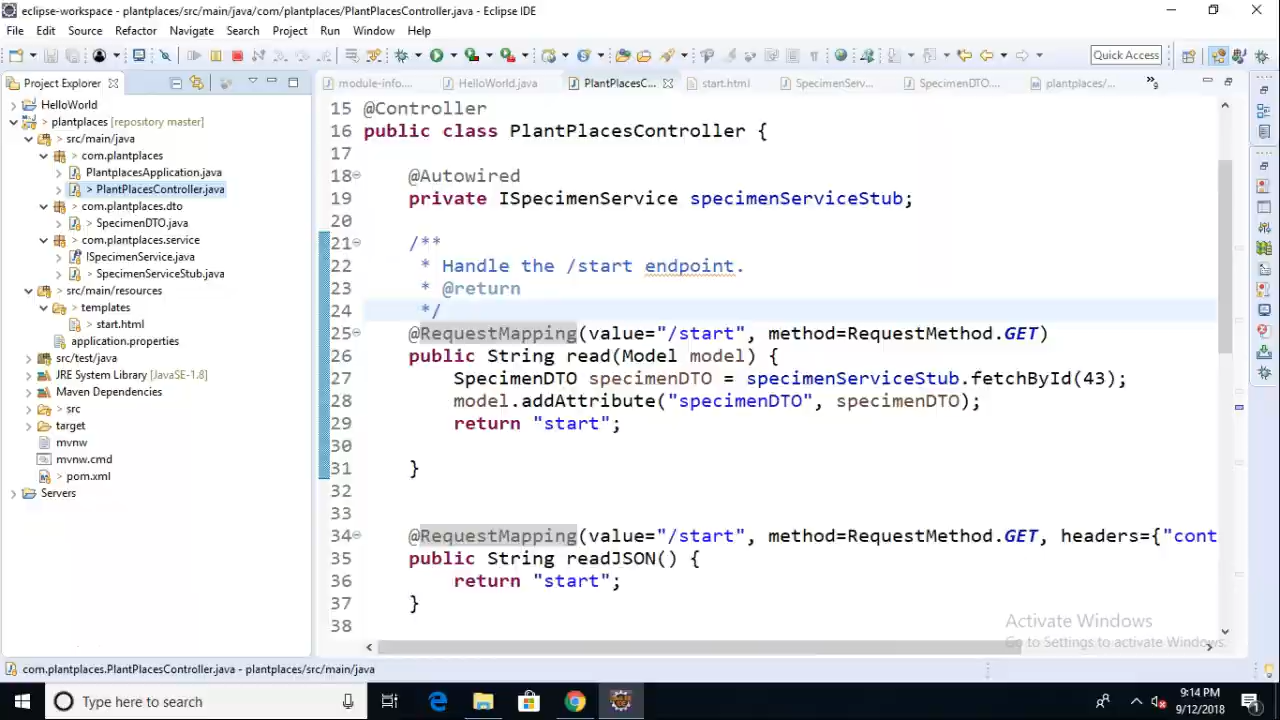 eclipse-workspace - plantplaces/src/main/java/com/plantplaces/PlantPlacesController.java - Eclipse IDE
File Edit Source Refactor Navigate Search Project Run Window Help
Quick Access
Project Explorer
module-info....
HelloWorld.java
PlantPlacesC...
start.html
SpecimenServ...
SpecimenDTO....
plantplaces/...
»9
HelloWorld
> plantplaces [repository master]
> src/main/java
> com.plantplaces
PlantplacesApplication.java
> PlantPlacesController.java
> com.plantplaces.dto
> SpecimenDTO.java
> com.plantplaces.service
ISpecimenService.java
> SpecimenServiceStub.java
> src/main/resources
> templates
> start.html
application.properties
src/test/java
JRE System Library [JavaSE-1.8]
Maven Dependencies
> src
> target
mvnw
mvnw.cmd
> pom.xml
Servers
15 @Controller
16 public class PlantPlacesController {
17
18 @Autowired
19 private ISpecimenService specimenServiceStub;
20
21 /**
22 * Handle the /start endpoint.
23 * @return
24 */
25 @RequestMapping(value="/start", method=RequestMethod.GET)
26 public String read(Model model) {
27 SpecimenDTO specimenDTO = specimenServiceStub.fetchById(43);
28 model.addAttribute("specimenDTO", specimenDTO);
29 return "start";
30
31 }
32
33
34 @RequestMapping(value="/start", method=RequestMethod.GET, headers={"cont
35 public String readJSON() {
36 return "start";
37 }
38
Activate Windows
Go to Settings to activate Windows.
com.plantplaces.PlantPlacesController.java - plantplaces/src/main/java
Type here to search
9:14 PM
9/12/2018
1